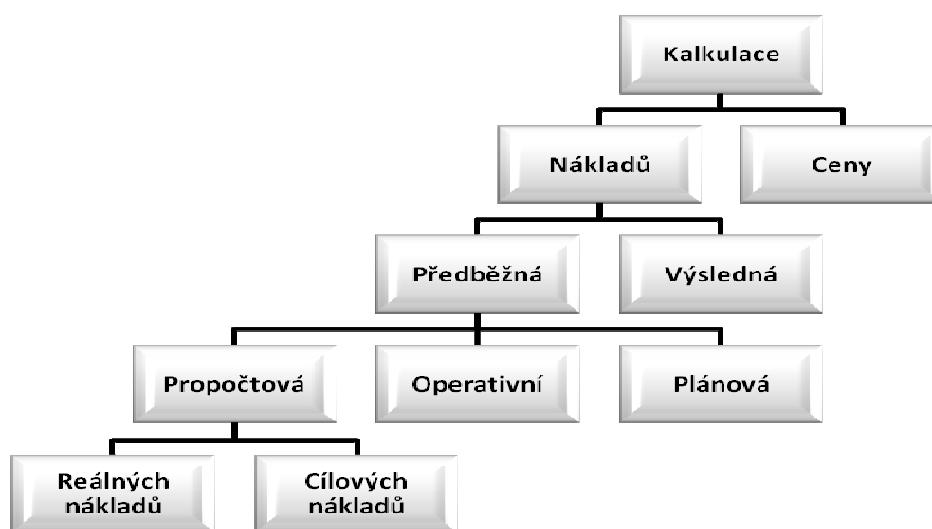 Kalkulace
Nákladů
Ceny
Předběžná
Výsledná
Propočtová
Operativní
Plánová
Reálných
nákladů
Cílových
nákladů